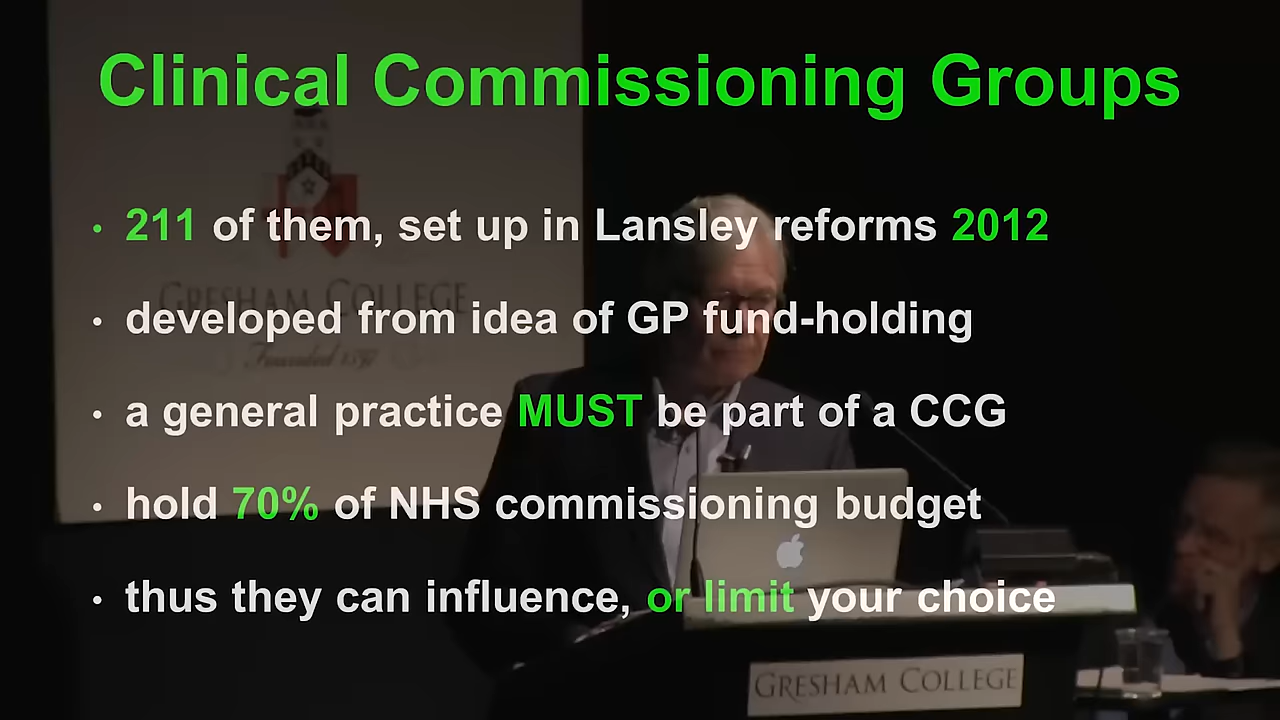 Clinical Commissioning Groups
• 211 of them, set up in Lansley reforms 2012
GRESHAM COLLEGE
• developed from idea of GP fund-holding
Founded 1597
• a general practice MUST be part of a CCG
• hold 70% of NHS commissioning budget
• thus they can influence, or limit your choice
GRESHAM COLLEGE